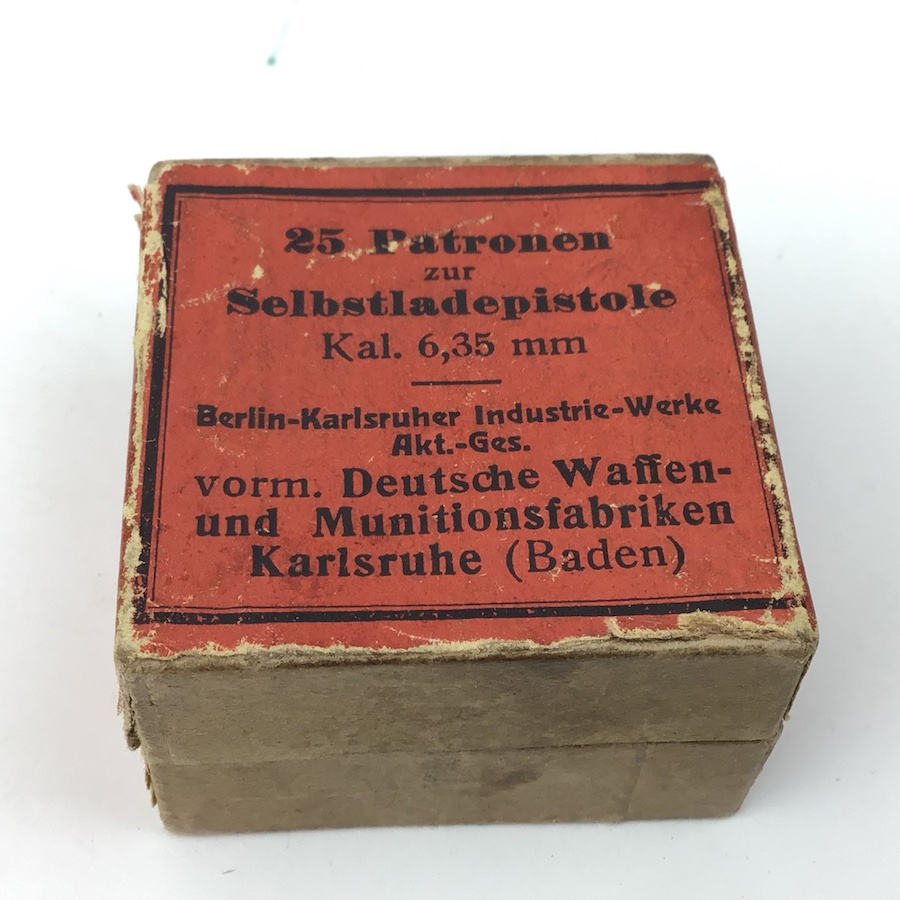 25 Patronen
zur
Selbstladepistole
Kal. 6,35 mm
Berlin-Karlsruher Industrie-Werke
Akt.-Ges.
vorm. Deutsche Waffen-
und Munitionsfabriken
Karlsruhe (Baden)